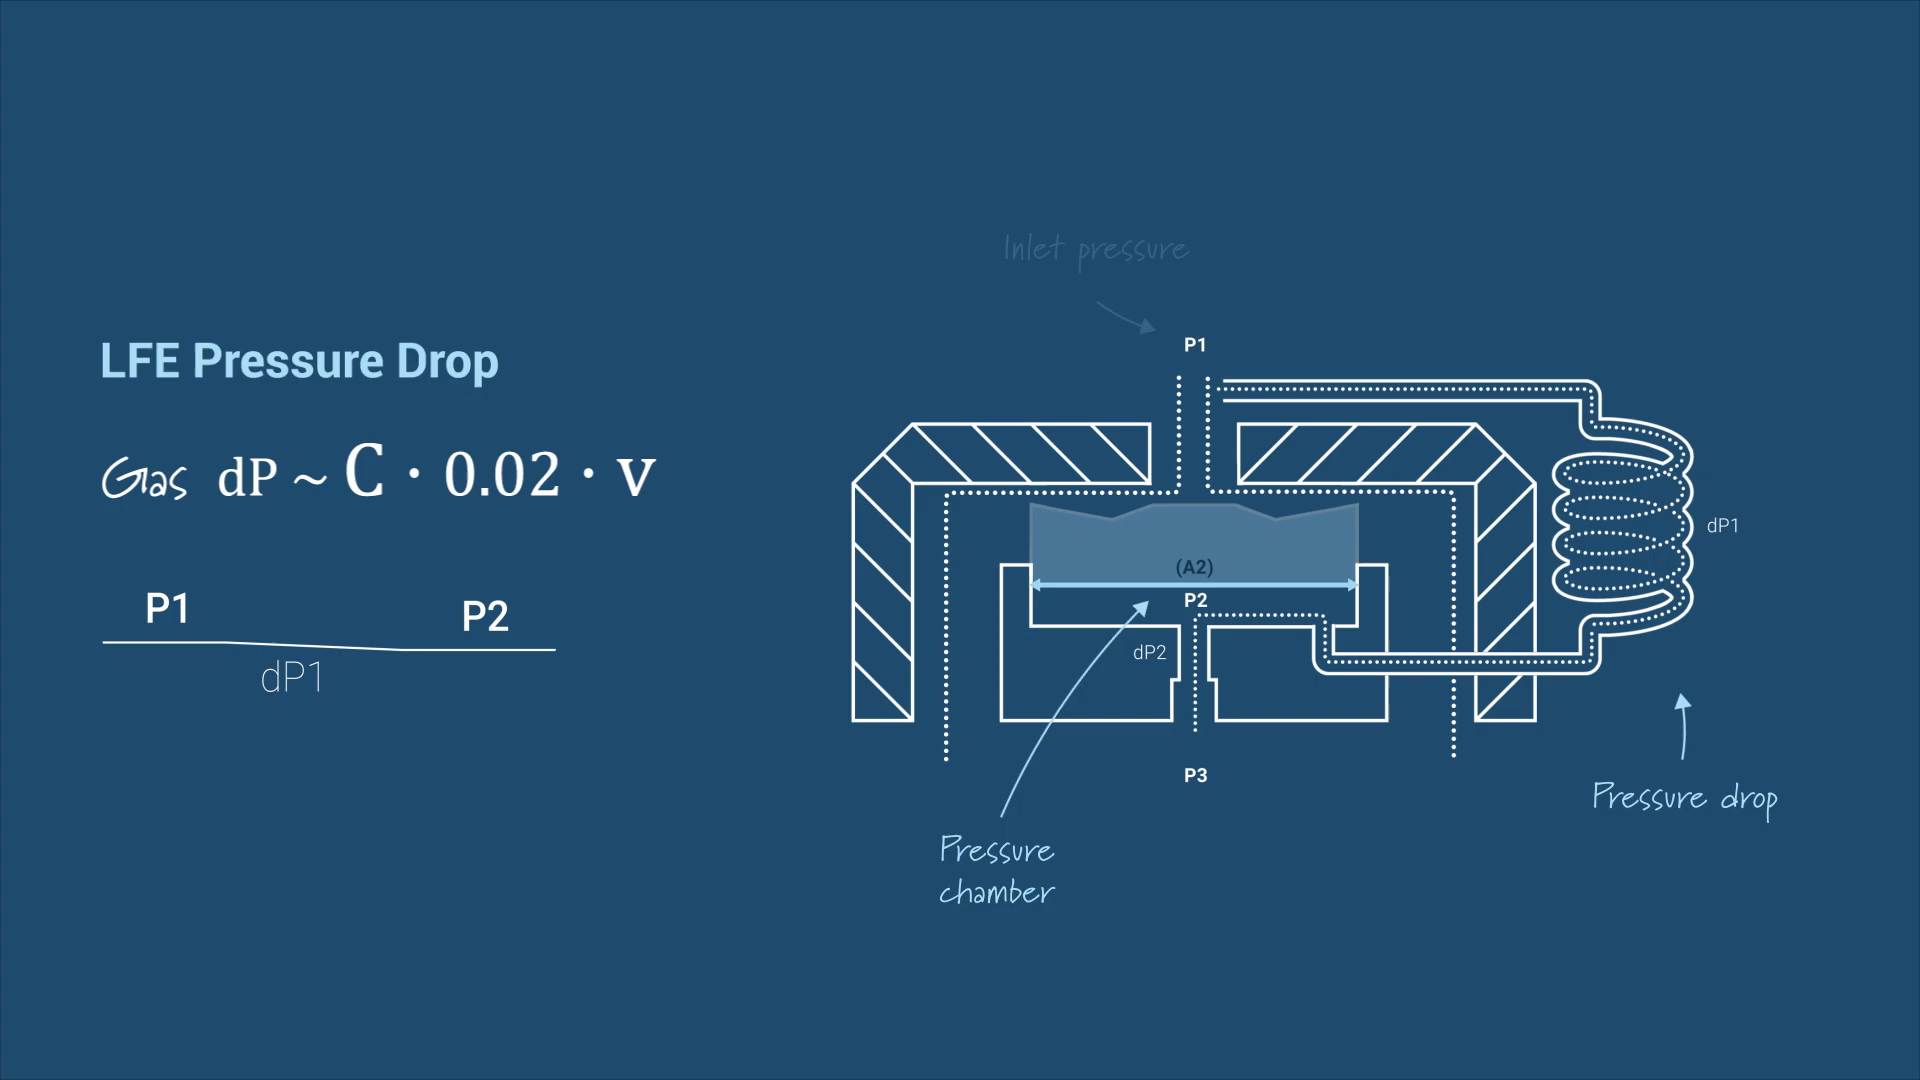 LFE Pressure Drop
Gas dP ~ C · 0.02 · v
P1 P2
dP1
Inlet pressure
P1
dP1
(A2)
P2
dP2
P3
Pressure drop
Pressure
chamber